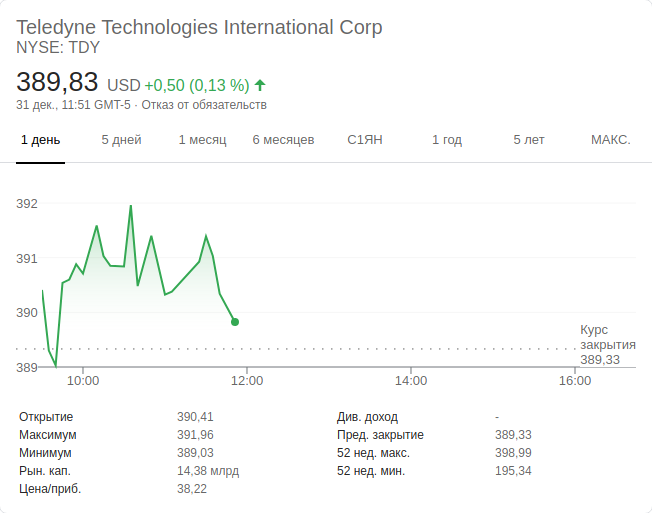 Teledyne Technologies International Corp
NYSE: TDY
389,83 USD +0,50 (0,13 %)
31 дек., 11:51 GMT-5 · Отказ от обязательств
1 день 5 дней 1 месяц 6 месяцев С1ЯН 1 год 5 лет МАКС.
392
391
390
389
Курс
закрытия
389,33
10:00 12:00 14:00 16:00
Открытие 390,41 Див. доход -
Максимум 391,96 Пред. закрытие 389,33
Минимум 389,03 52 нед. макс. 398,99
Рын. кап. 14,38 млрд 52 нед. мин. 195,34
Цена/приб. 38,22